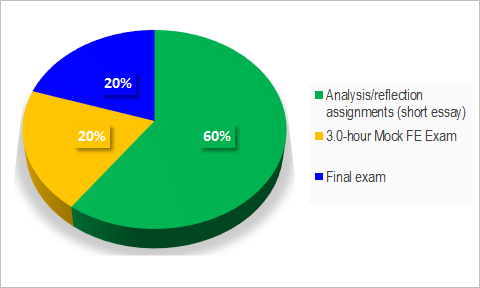 20%
20%
60%
Analysis/reflection
assignments (short essay)
3.0-hour Mock FE Exam
Final exam